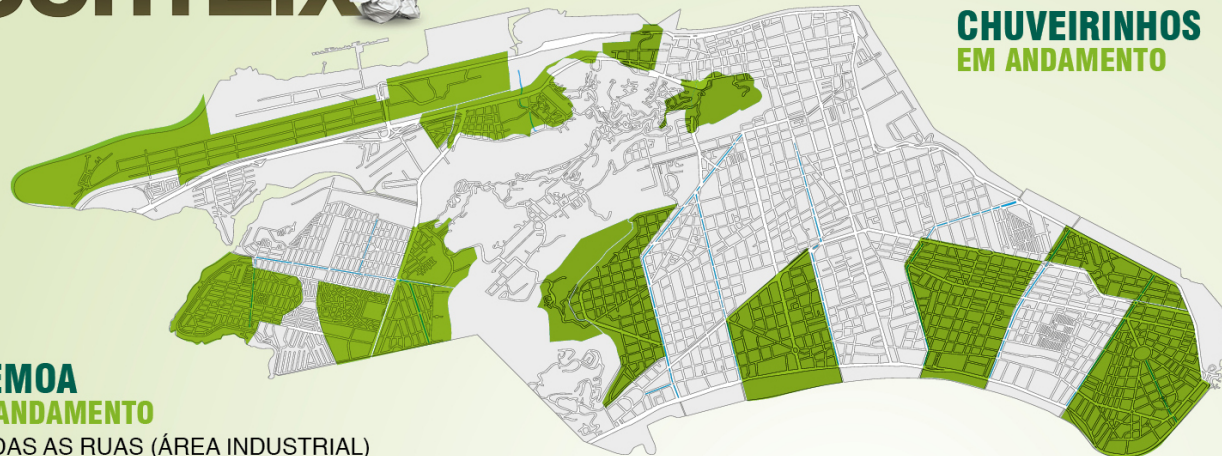 CHUVEIRINHOS
EM ANDAMENTO
EMOA
ANDAMENTO
DAS AS RUAS (ÁREA INDUSTRIAL)